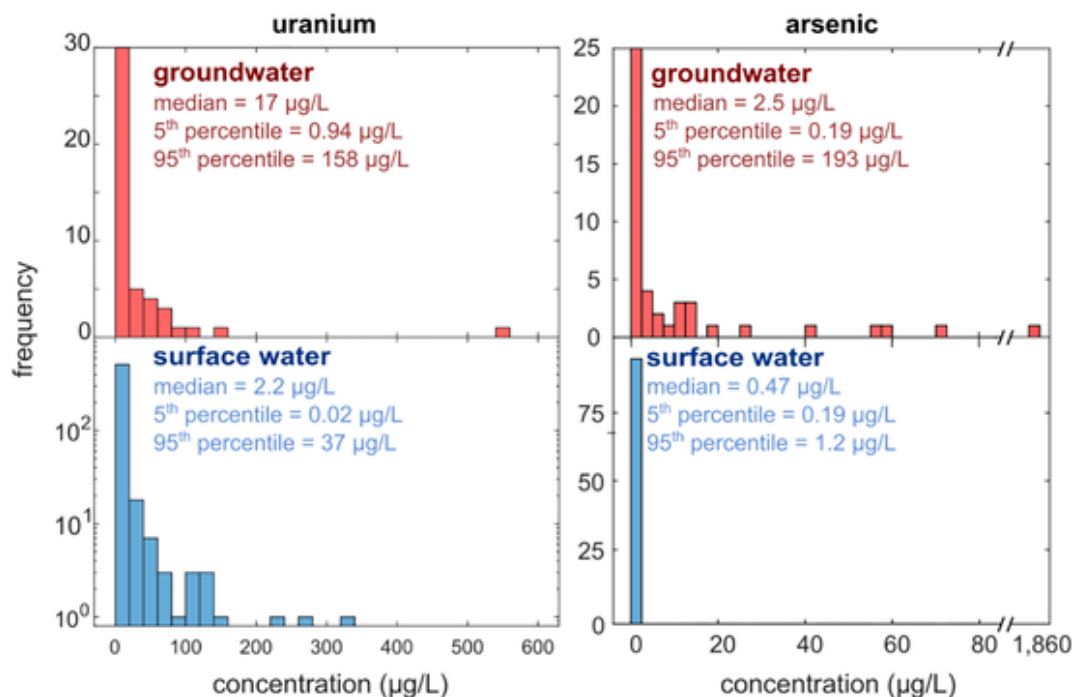 uranium
30
20
10
0
groundwater
median = 17 µg/L
5th percentile = 0.94 µg/L
95th percentile = 158 µg/L
arsenic
25
20
15
10
5
0
groundwater
median = 2.5 µg/L
5th percentile = 0.19 µg/L
95th percentile = 193 µg/L
frequency
10²
10¹
10⁰
surface water
median = 2.2 µg/L
5th percentile = 0.02 µg/L
95th percentile = 37 µg/L
0 100 200 300 400 500 600
concentration (µg/L)
75
50
25
0
surface water
median = 0.47 µg/L
5th percentile = 0.19 µg/L
95th percentile = 1.2 µg/L
0 20 40 60 80 1,860
concentration (µg/L)